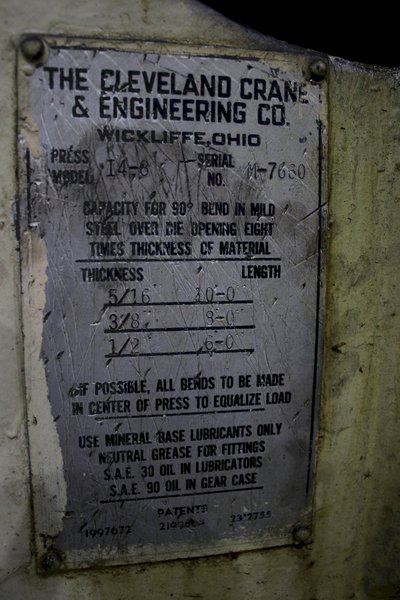 THE CLEVELAND CRANE
& ENGINEERING CO.
WICKLIFFE, OHIO
PRESS MODEL I4-8 SERIAL NO. M-7680
CAPACITY FOR 90° BEND IN MILD
STEEL OVER DIE OPENING EIGHT
TIMES THICKNESS OF MATERIAL
THICKNESS LENGTH
5/16 10-0
3/8 8-0
1/2 6-0
IF POSSIBLE, ALL BENDS TO BE MADE
IN CENTER OF PRESS TO EQUALIZE LOAD
USE MINERAL BASE LUBRICANTS ONLY
NEUTRAL GREASE FOR FITTINGS
S.A.E. 30 OIL IN LUBRICATORS
S.A.E. 90 OIL IN GEAR CASE
PATENTS
1997672